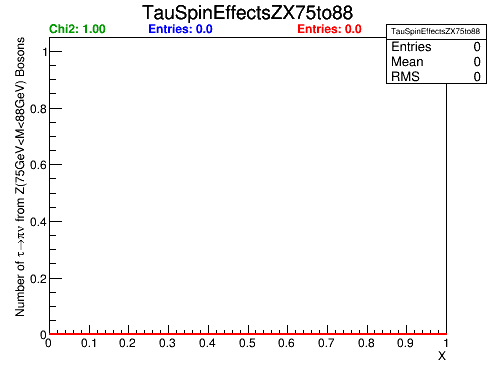 TauSpinEffectsZX75to88
Chi2: 1.00 Entries: 0.0 Entries: 0.0
TauSpinEffectsZX75to88
Entries 0
Mean 0
RMS 0
Number of τ→πν from Z(75GeV<M<88GeV) Bosons
1
0.8
0.6
0.4
0.2
0
0 0.1 0.2 0.3 0.4 0.5 0.6 0.7 0.8 0.9 1
X